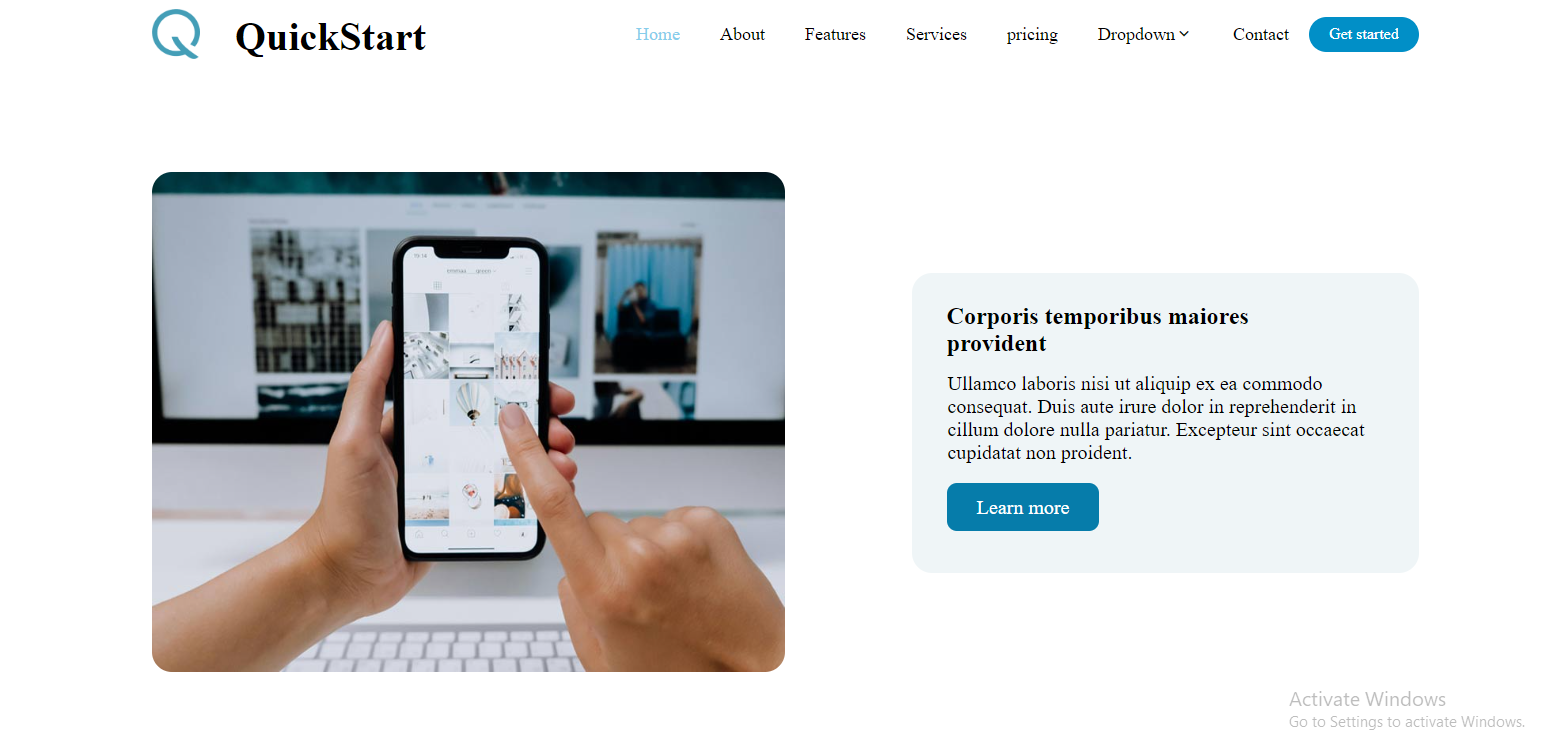 QuickStart
Home About Features Services pricing Dropdown Contact Get started
19:14
Corporis temporibus maiores
provident
Ullamco laboris nisi ut aliquip ex ea commodo
consequat. Duis aute irure dolor in reprehenderit in
cillum dolore nulla pariatur. Excepteur sint occaecat
cupidatat non proident.
Learn more
Activate Windows
Go to Settings to activate Windows.